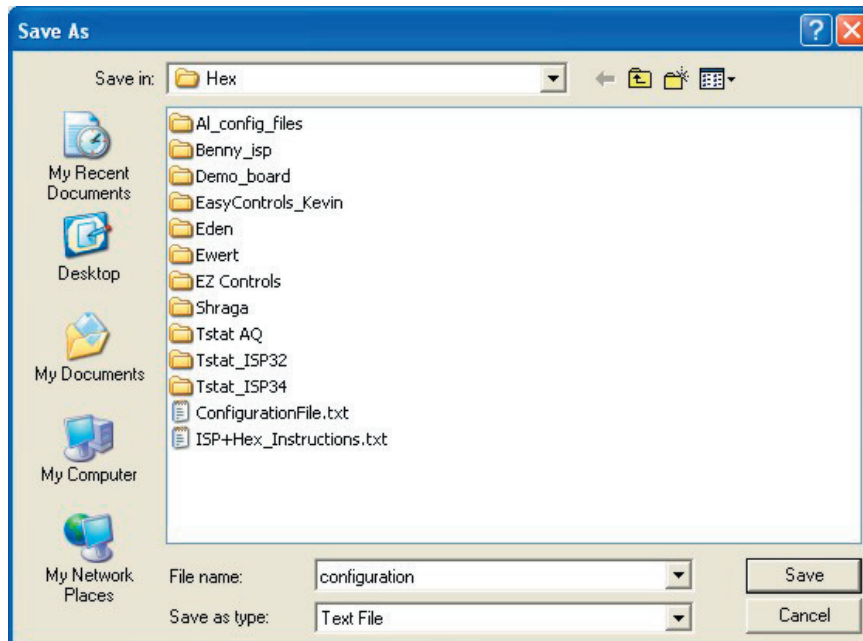 Save As
Save in:
Hex
My Recent
Documents
Desktop
My Documents
My Computer
My Network
Places
Al_config_files
Benny_isp
Demo_board
EasyControls_Kevin
Eden
Ewert
EZ Controls
Shraga
Tstat AQ
Tstat_ISP32
Tstat_ISP34
ConfigurationFile.txt
ISP+Hex_Instructions.txt
File name:
configuration
Save
Save as type:
Text File
Cancel